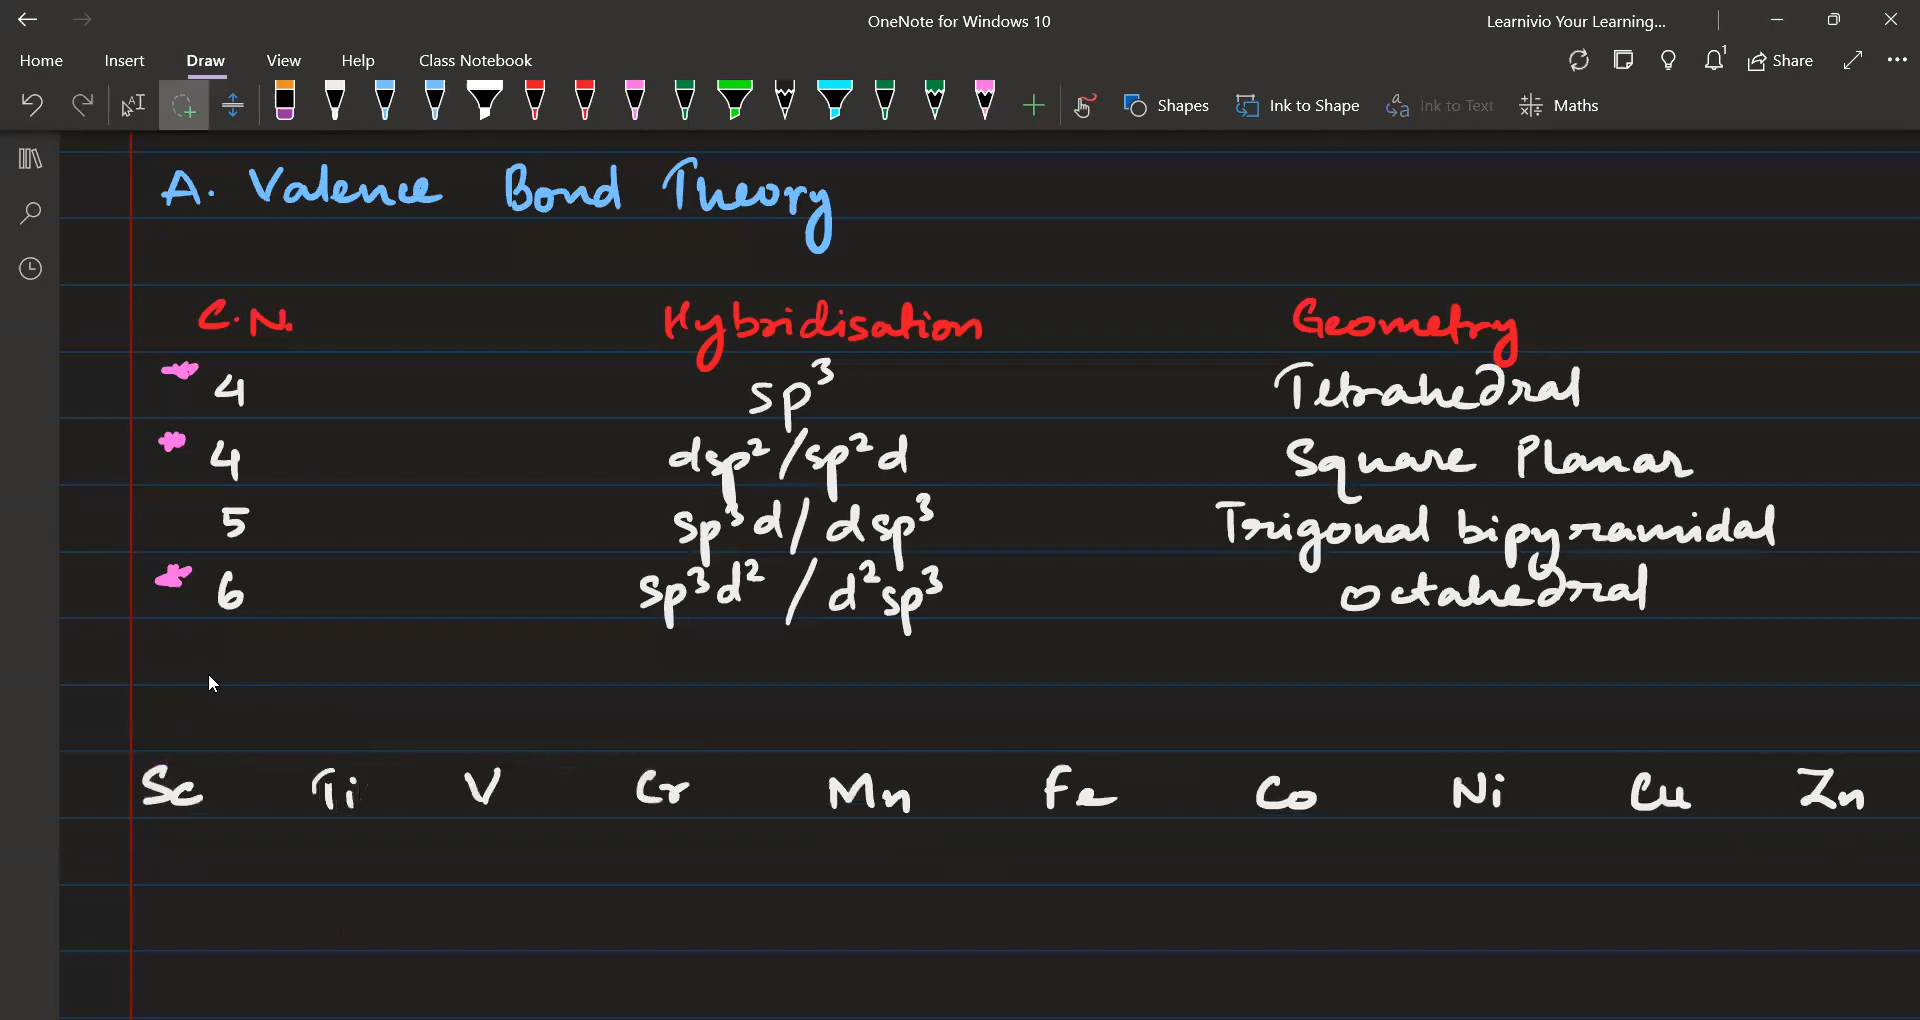 OneNote for Windows 10
Learnivio Your Learning...
Home Insert Draw View Help Class Notebook
1 Share
Shapes Ink to Shape Ink to Text Maths
A. Valence Bond Theory
C.N. Hybridisation Geometry
4 sp³ Tetrahedral
4 dsp²/sp²d Square Planar
5 sp³d/dsp³ Trigonal bipyramidal
6 sp³d²/d²sp³ octahedral
Sc Ti V Cr Mn Fe Co Ni Cu Zn